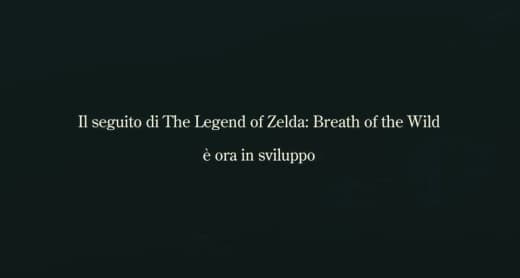 Il seguito di The Legend of Zelda: Breath of the Wild
è ora in sviluppo